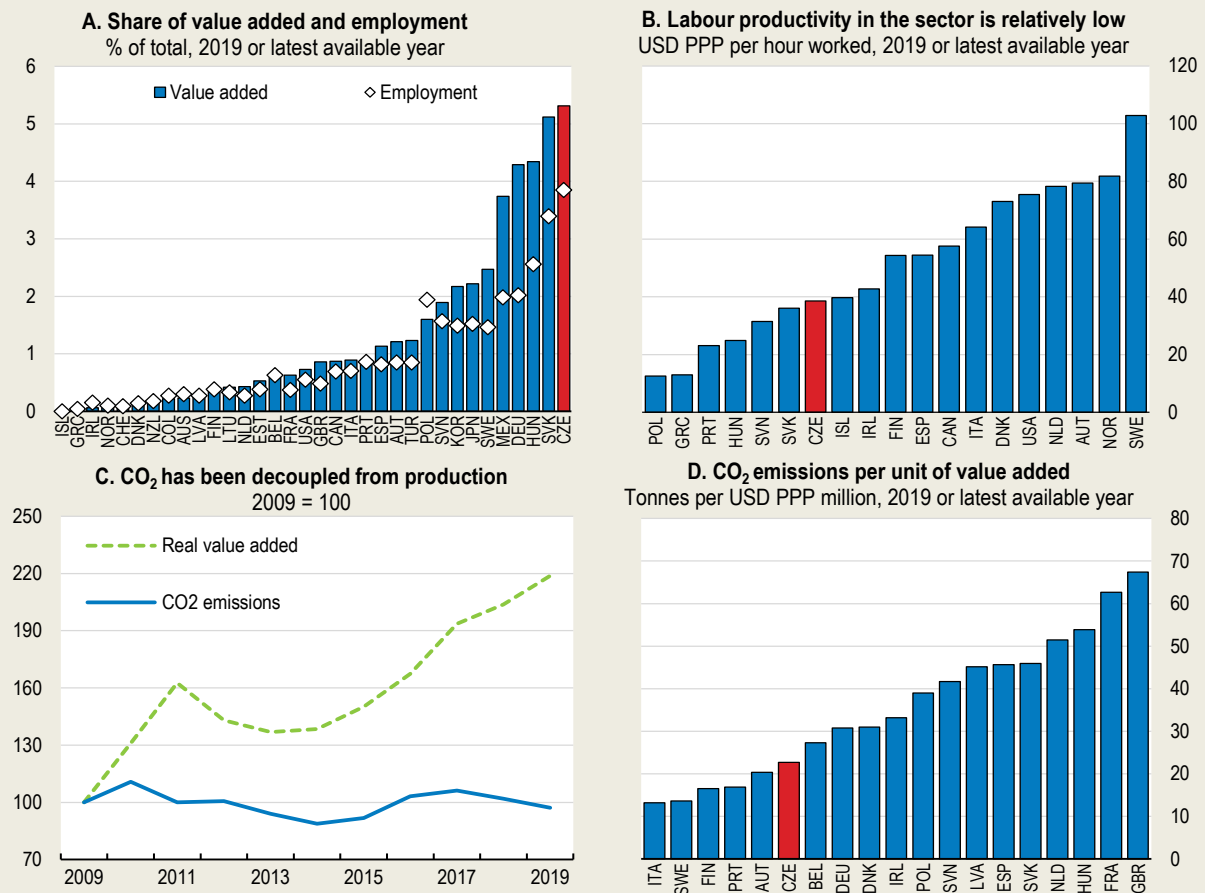 A. Share of value added and employment
% of total, 2019 or latest available year
6
5
4
3
2
1
0
Value added
Employment
ISL
GRC
IRL
NOR
CHE
DNK
NZL
COL
AUS
LVA
FIN
LTU
NLD
EST
BEL
FRA
USA
GBR
CAN
ITA
PRT
ESP
AUT
TUR
POL
SVN
KOR
JPN
SWE
MEX
DEU
HUN
SVK
CZE
B. Labour productivity in the sector is relatively low
USD PPP per hour worked, 2019 or latest available year
120
100
80
60
40
20
0
POL
GRC
PRT
HUN
SVN
SVK
CZE
ISL
IRL
FIN
ESP
CAN
ITA
DNK
USA
NLD
AUT
NOR
SWE
C. CO₂ has been decoupled from production
2009 = 100
250
220
190
160
130
100
70
Real value added
CO2 emissions
2009 2011 2013 2015 2017 2019
D. CO₂ emissions per unit of value added
Tonnes per USD PPP million, 2019 or latest available year
80
70
60
50
40
30
20
10
0
ITA
SWE
FIN
PRT
AUT
CZE
BEL
DEU
DNK
IRL
POL
SVN
LVA
ESP
SVK
NLD
HUN
FRA
GBR